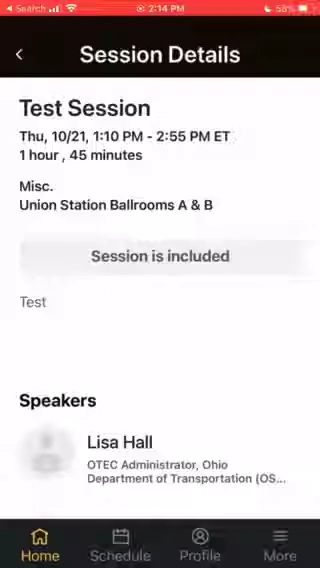 Search 2:14 PM 58%
Session Details
Test Session
Thu, 10/21, 1:10 PM - 2:55 PM ET
1 hour , 45 minutes
Misc.
Union Station Ballrooms A & B
Session is included
Test
Speakers
Lisa Hall
OTEC Administrator, Ohio
Department of Transportation (OS...
Home Schedule Profile More